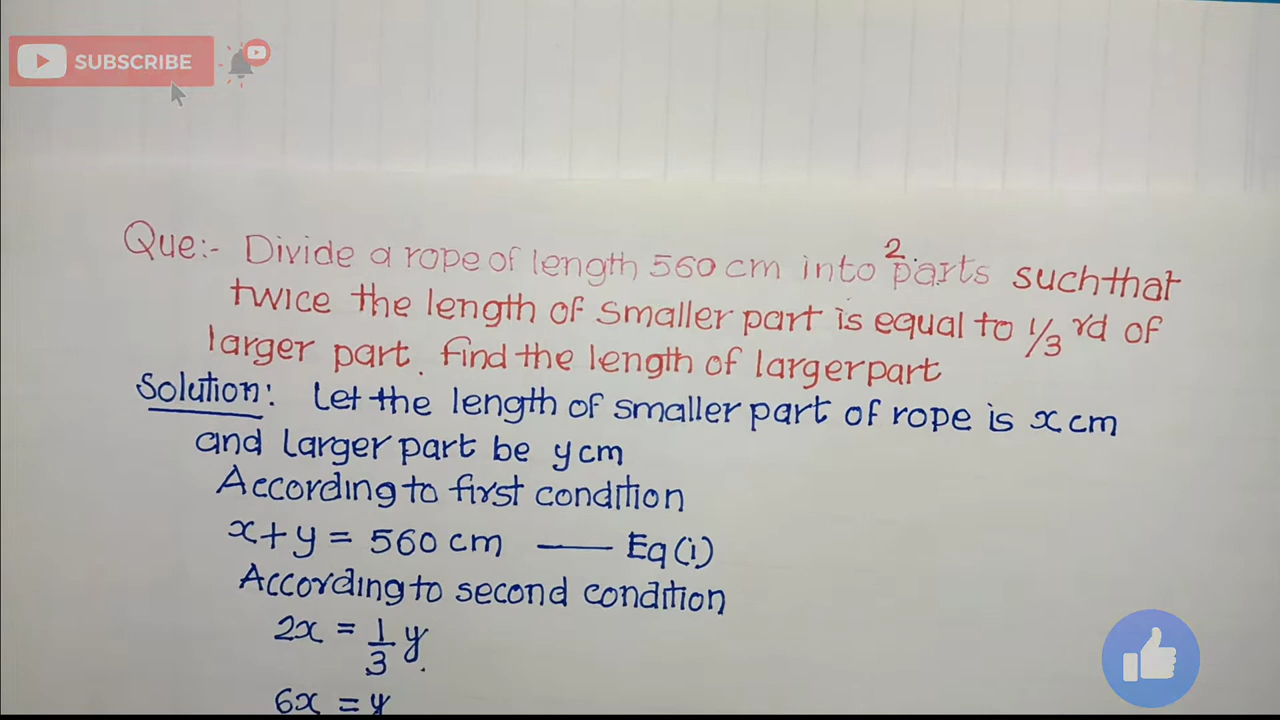 SUBSCRIBE
Que:- Divide a rope of length 560 cm into 2 parts such that
twice the length of smaller part is equal to 1/3 rd of
larger part. Find the length of larger part
Solution: Let the length of smaller part of rope is x cm
and larger part be y cm
According to first condition
x + y = 560 cm —— Eq (i)
According to second condition
2x = 1/3 y
6x = y